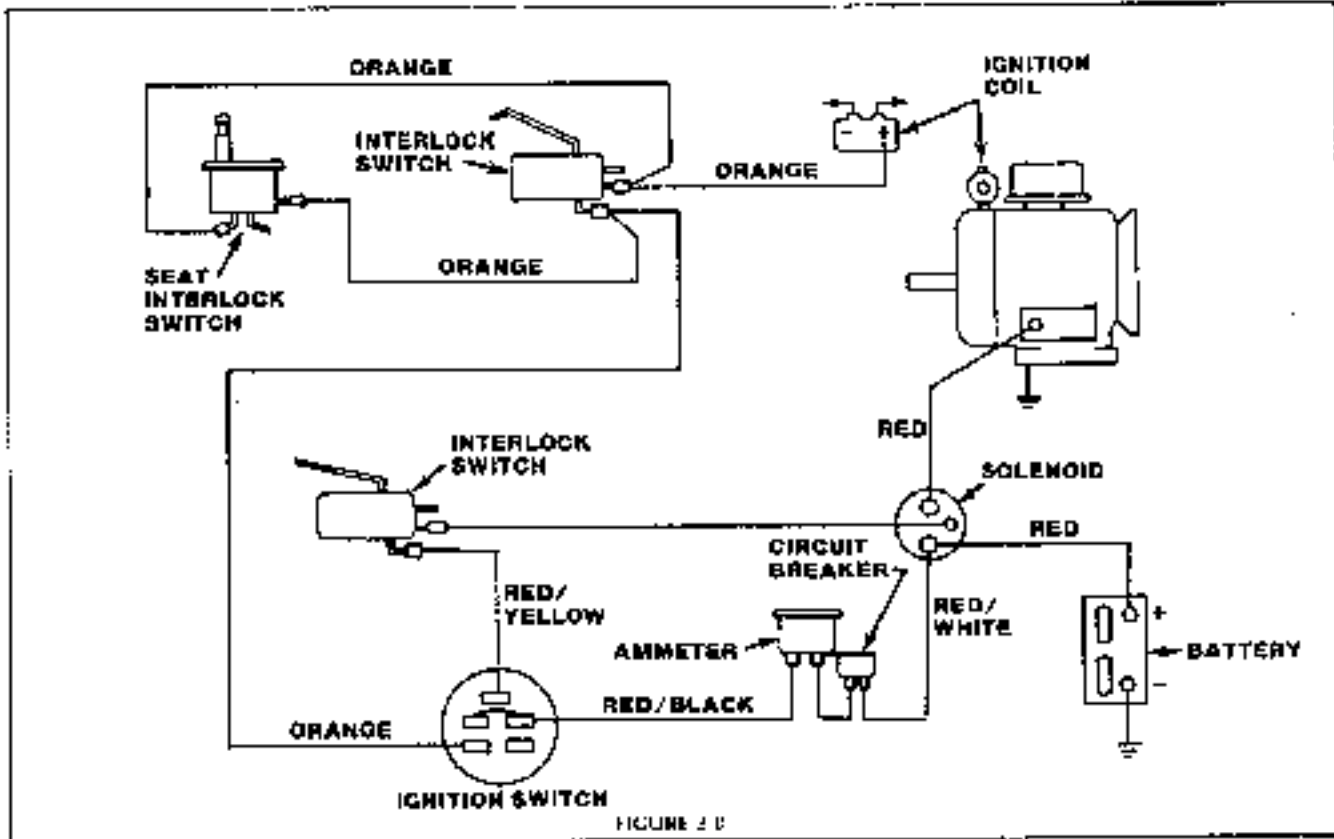 ORANGE
IGNITION
COIL
INTERLOCK
SWITCH
- +
ORANGE
SEAT
INTERLOCK
SWITCH
ORANGE
RED
INTERLOCK
SWITCH
SOLENOID
RED
CIRCUIT
BREAKER
RED/
YELLOW
RED/
WHITE
+
AMMETER
BATTERY
-
RED/BLACK
ORANGE
IGNITION SWITCH
FIGURE